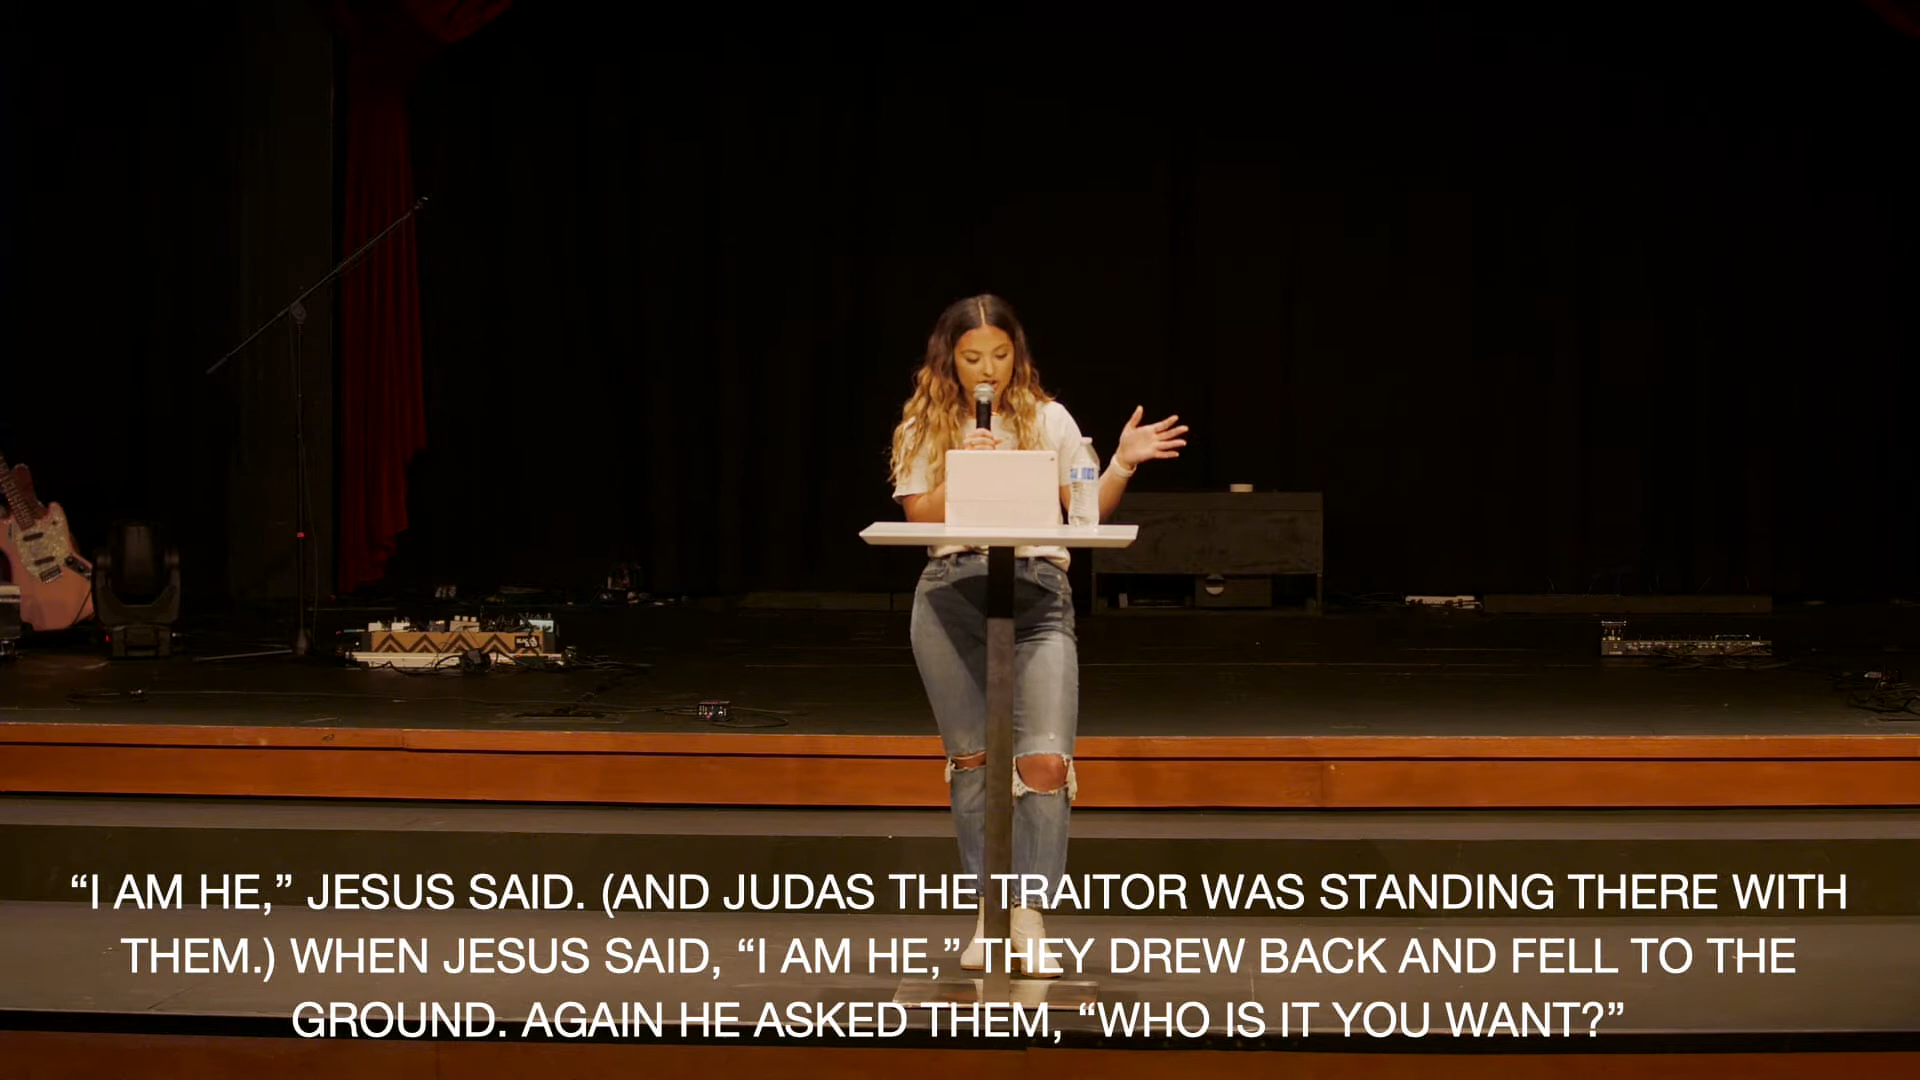 “I AM HE,” JESUS SAID. (AND JUDAS THE TRAITOR WAS STANDING THERE WITH
THEM.) WHEN JESUS SAID, “I AM HE,” THEY DREW BACK AND FELL TO THE
GROUND. AGAIN HE ASKED THEM, “WHO IS IT YOU WANT?”